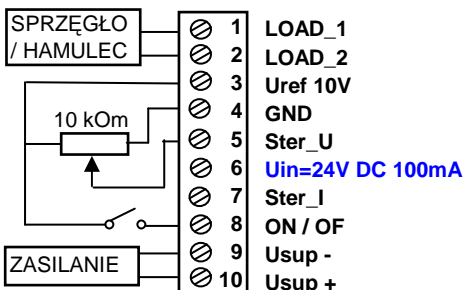 SPRZĘGŁO
/ HAMULEC
10 kOm
ZASILANIE
1 LOAD_1
2 LOAD_2
3 Uref 10V
4 GND
5 Ster_U
6 Uin=24V DC 100mA
7 Ster_I
8 ON / OF
9 Usup -
10 Usup +